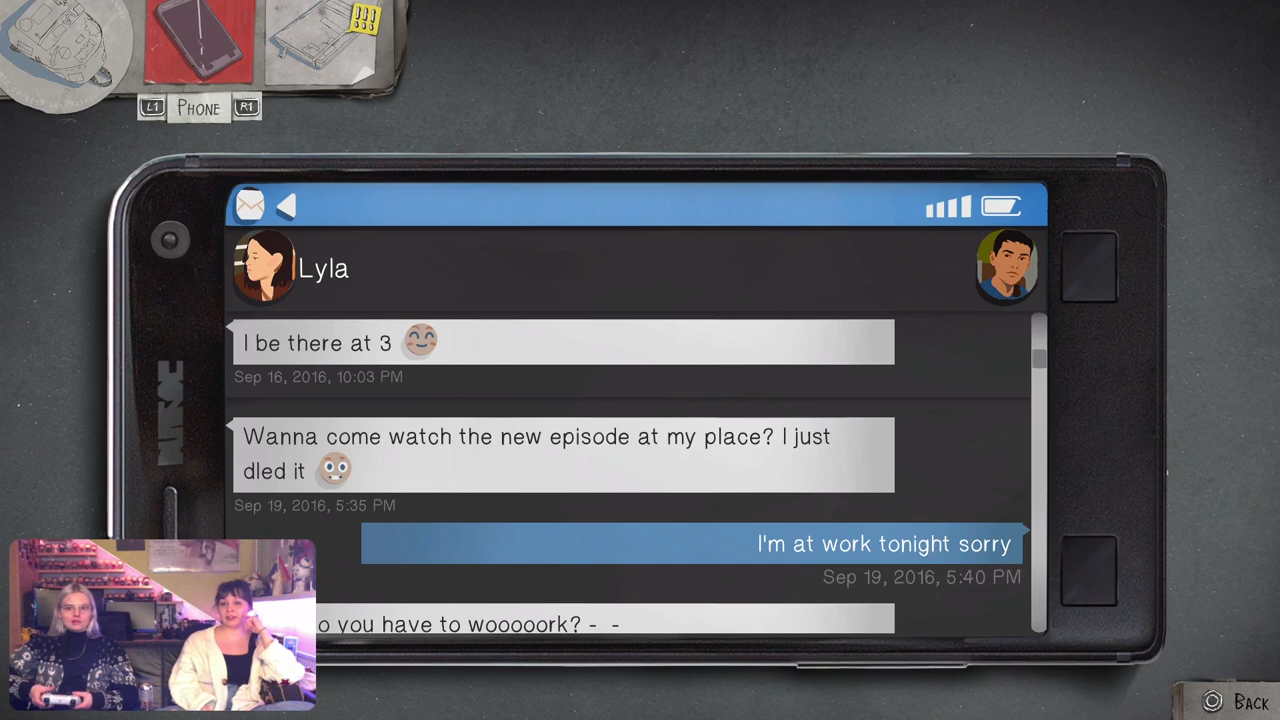 L1 PHONE R1
Lyla
I be there at 3
Sep 16, 2016, 10:03 PM
Wanna come watch the new episode at my place? I just
dled it
Sep 19, 2016, 5:35 PM
I'm at work tonight sorry
Sep 19, 2016, 5:40 PM
o you have to wooooork? - -
BACK